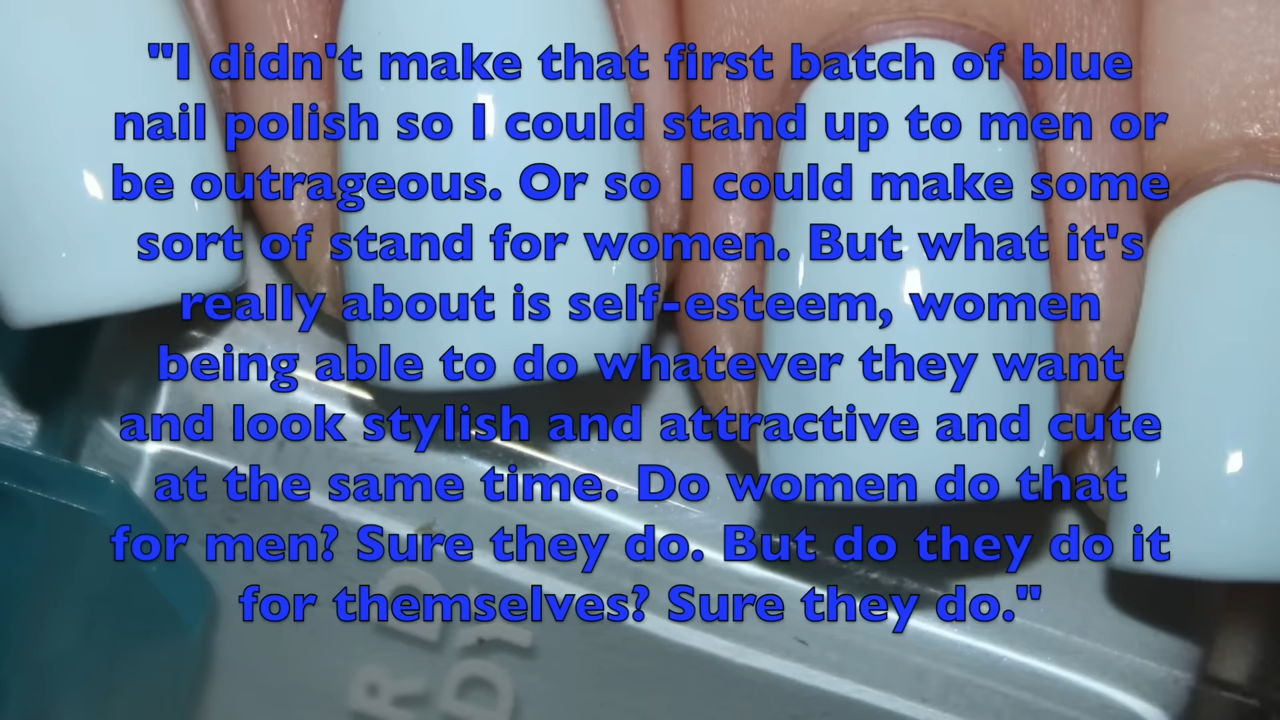 "I didn't make that first batch of blue
nail polish so I could stand up to men or
be outrageous. Or so I could make some
sort of stand for women. But what it's
really about is self-esteem, women
being able to do whatever they want
and look stylish and attractive and cute
at the same time. Do women do that
for men? Sure they do. But do they do it
for themselves? Sure they do."
RD
DY